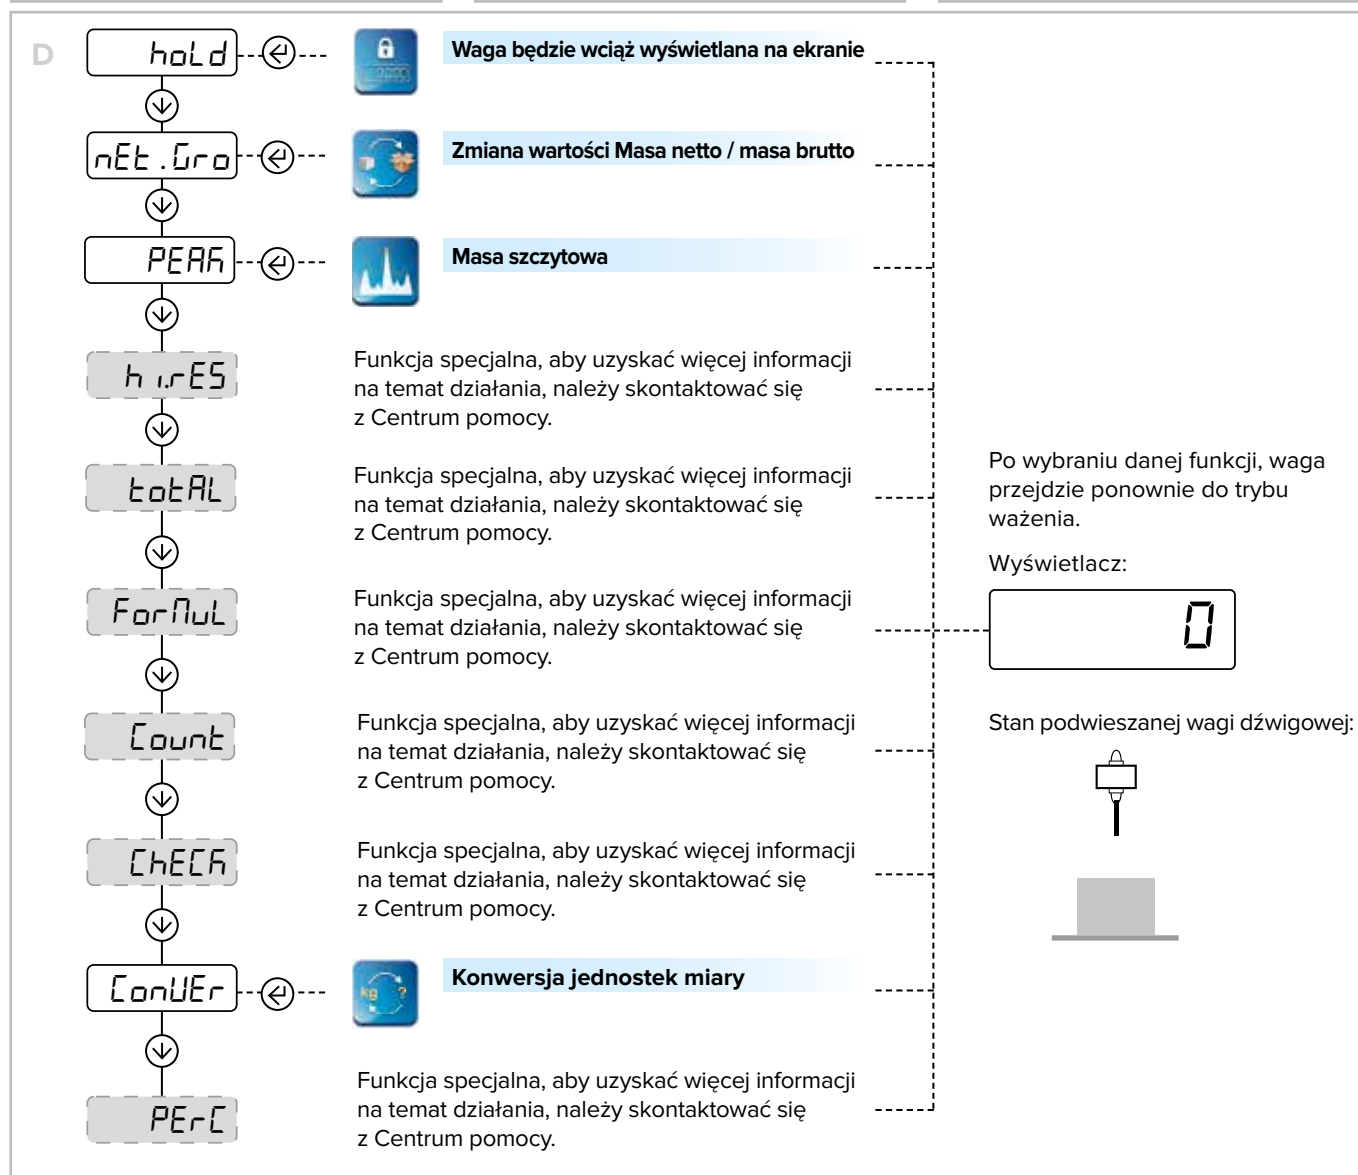 D
hoLd
Waga będzie wciąż wyświetlana na ekranie
nEt.Gro
Zmiana wartości Masa netto / masa brutto
PEAK
Masa szczytowa
hi.rES
Funkcja specjalna, aby uzyskać więcej informacji
na temat działania, należy skontaktować się
z Centrum pomocy.
totAL
Funkcja specjalna, aby uzyskać więcej informacji
na temat działania, należy skontaktować się
z Centrum pomocy.
ForMuL
Funkcja specjalna, aby uzyskać więcej informacji
na temat działania, należy skontaktować się
z Centrum pomocy.
Count
Funkcja specjalna, aby uzyskać więcej informacji
na temat działania, należy skontaktować się
z Centrum pomocy.
ChECK
Funkcja specjalna, aby uzyskać więcej informacji
na temat działania, należy skontaktować się
z Centrum pomocy.
ConVEr
kg ?
Konwersja jednostek miary
PErC
Funkcja specjalna, aby uzyskać więcej informacji
na temat działania, należy skontaktować się
z Centrum pomocy.
Po wybraniu danej funkcji, waga
przejdzie ponownie do trybu
ważenia.
Wyświetlacz:
0
Stan podwieszanej wagi dźwigowej: